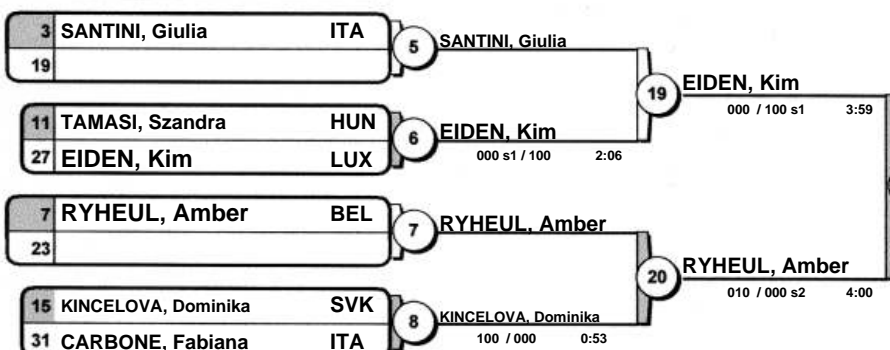 3 SANTINI, Giulia ITA
19
5
SANTINI, Giulia
11 TAMASI, Szandra HUN
27 EIDEN, Kim LUX
6
EIDEN, Kim
000 s1 / 100 2:06
19
EIDEN, Kim
000 / 100 s1 3:59
7 RYHEUL, Amber BEL
23
7
RYHEUL, Amber
15 KINCELOVA, Dominika SVK
31 CARBONE, Fabiana ITA
8
KINCELOVA, Dominika
100 / 000 0:53
20
RYHEUL, Amber
010 / 000 s2 4:00